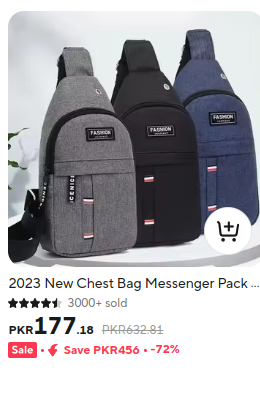 FASHION
FASHION
FASHION
2023 New Chest Bag Messenger Pack ...
3000+ sold
PKR177.18 PKR632.81
Sale • Save PKR456 • -72%